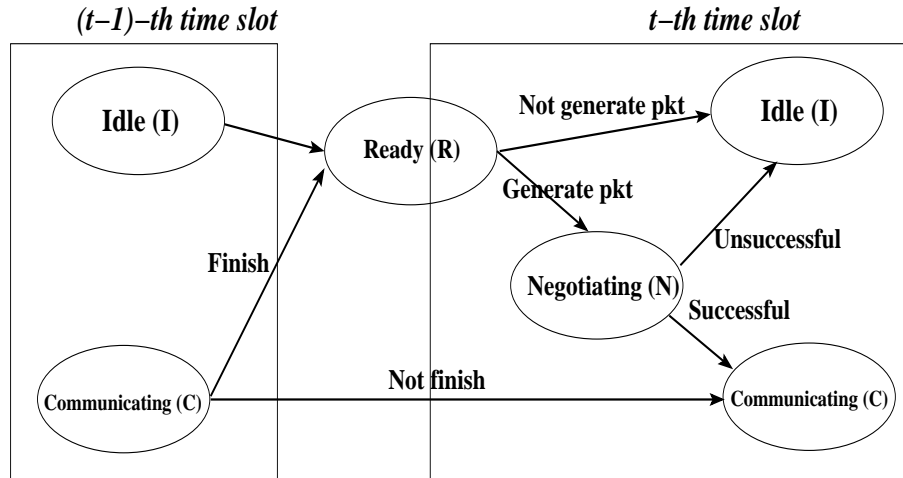 (t–1)–th time slot
t–th time slot
Idle (I)
Ready (R)
Not generate pkt
Idle (I)
Generate pkt
Finish
Negotiating (N)
Unsuccessful
Successful
Communicating (C)
Not finish
Communicating (C)